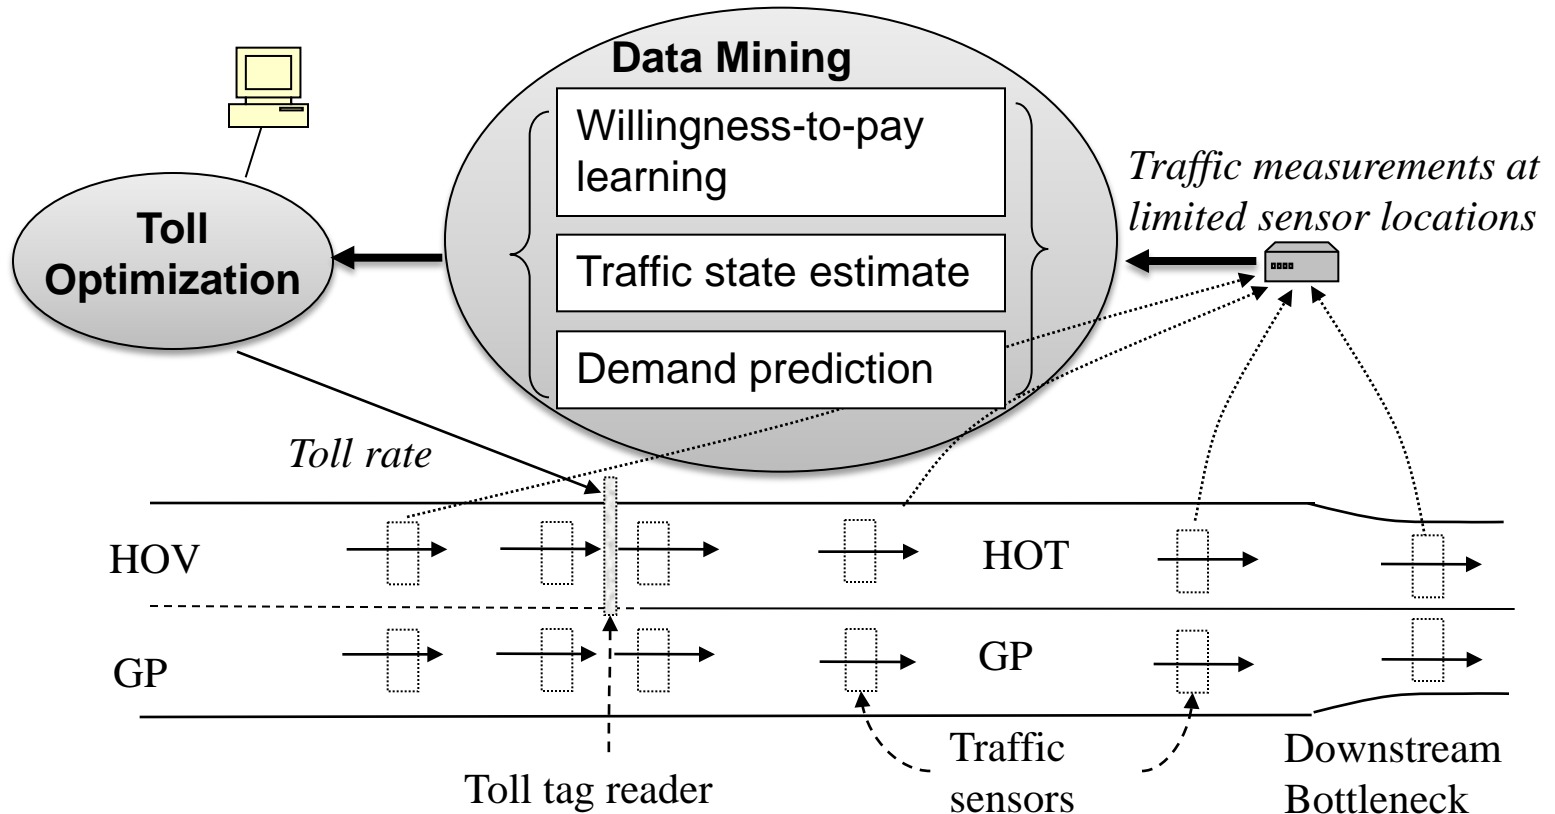 Data Mining
Willingness-to-pay
learning
Traffic state estimate
Demand prediction
Traffic measurements at
limited sensor locations
Toll
Optimization
Toll rate
HOV
HOT
GP
GP
Toll tag reader
Traffic
sensors
Downstream
Bottleneck